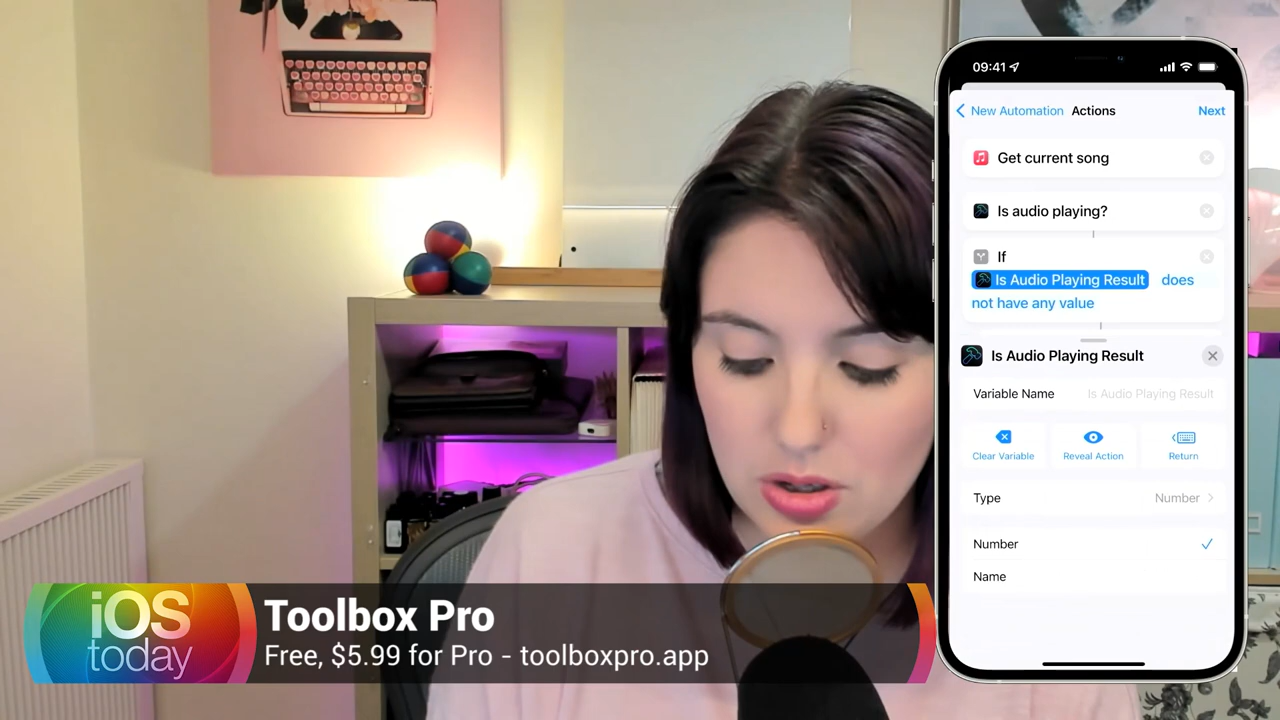 09:41
New Automation Actions Next
Get current song
Is audio playing?
If
Is Audio Playing Result does
not have any value
Is Audio Playing Result
Variable Name Is Audio Playing Result
Clear Variable Reveal Action Return
Type Number
Number
Name
iOS
today
Toolbox Pro
Free, $5.99 for Pro - toolboxpro.app